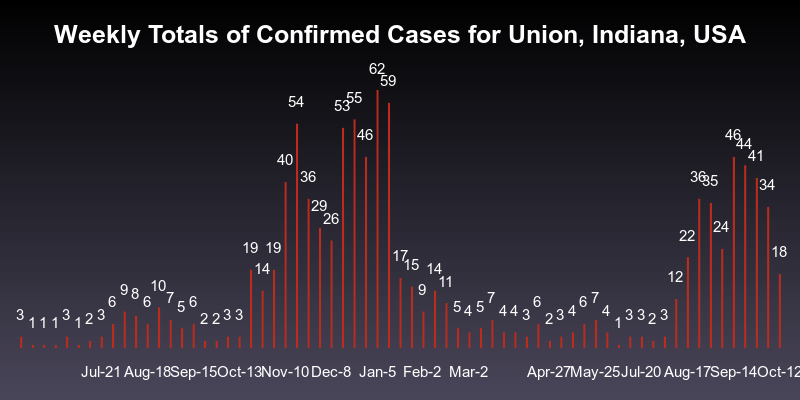 Weekly Totals of Confirmed Cases for Union, Indiana, USA
3 1 1 1 3 1 2 3 6 9 8 6 10 7 5 6 2 2 3 3 19 14 19 40 54 36 29 26 53 55 46 62 59 17 15 9 14 11 5 4 5 7 4 4 3 6 2 3 4 6 7 4 1 3 3 2 3 12 22 36 35 24 46 44 41 34 18
Jul-21 Aug-18 Sep-15 Oct-13 Nov-10 Dec-8 Jan-5 Feb-2 Mar-2 Apr-27 May-25 Jul-20 Aug-17 Sep-14 Oct-12